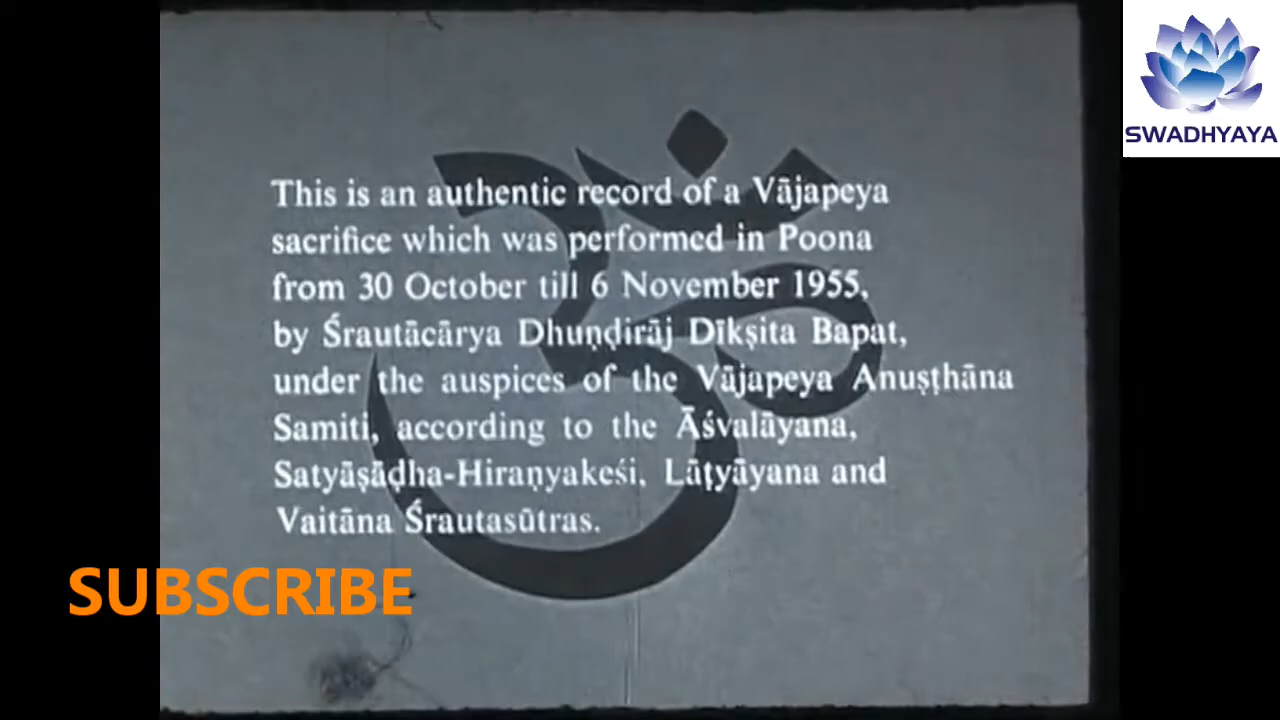 SWADHYAYA
This is an authentic record of a Vājapeya
sacrifice which was performed in Poona
from 30 October till 6 November 1955,
by Śrautācārya Dhuṇḍirāj Dīkṣita Bapat,
under the auspices of the Vājapeya Anuṣṭhāna
Samiti, according to the Āśvalāyana,
Satyāṣāḍha-Hiraṇyakeśi, Lāṭyāyana and
Vaitāna Śrautasūtras.
SUBSCRIBE
ॐ